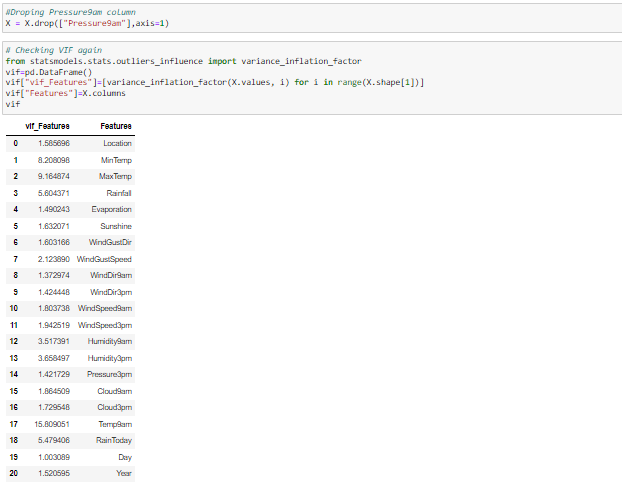 #Droping Pressure9am column
X = X.drop(["Pressure9am"],axis=1)
# Checking VIF again
from statsmodels.stats.outliers_influence import variance_inflation_factor
vif=pd.DataFrame()
vif["vif_Features"]=[variance_inflation_factor(X.values, i) for i in range(X.shape[1])]
vif["Features"]=X.columns
vif
vif_Features Features
0 1.585696 Location
1 8.208098 MinTemp
2 9.164874 MaxTemp
3 5.604371 Rainfall
4 1.490243 Evaporation
5 1.632071 Sunshine
6 1.603166 WindGustDir
7 2.123890 WindGustSpeed
8 1.372974 WindDir9am
9 1.424448 WindDir3pm
10 1.803738 WindSpeed9am
11 1.942519 WindSpeed3pm
12 3.517391 Humidity9am
13 3.658497 Humidity3pm
14 1.421729 Pressure3pm
15 1.864509 Cloud9am
16 1.729548 Cloud3pm
17 15.809051 Temp9am
18 5.479406 RainToday
19 1.003089 Day
20 1.520595 Year